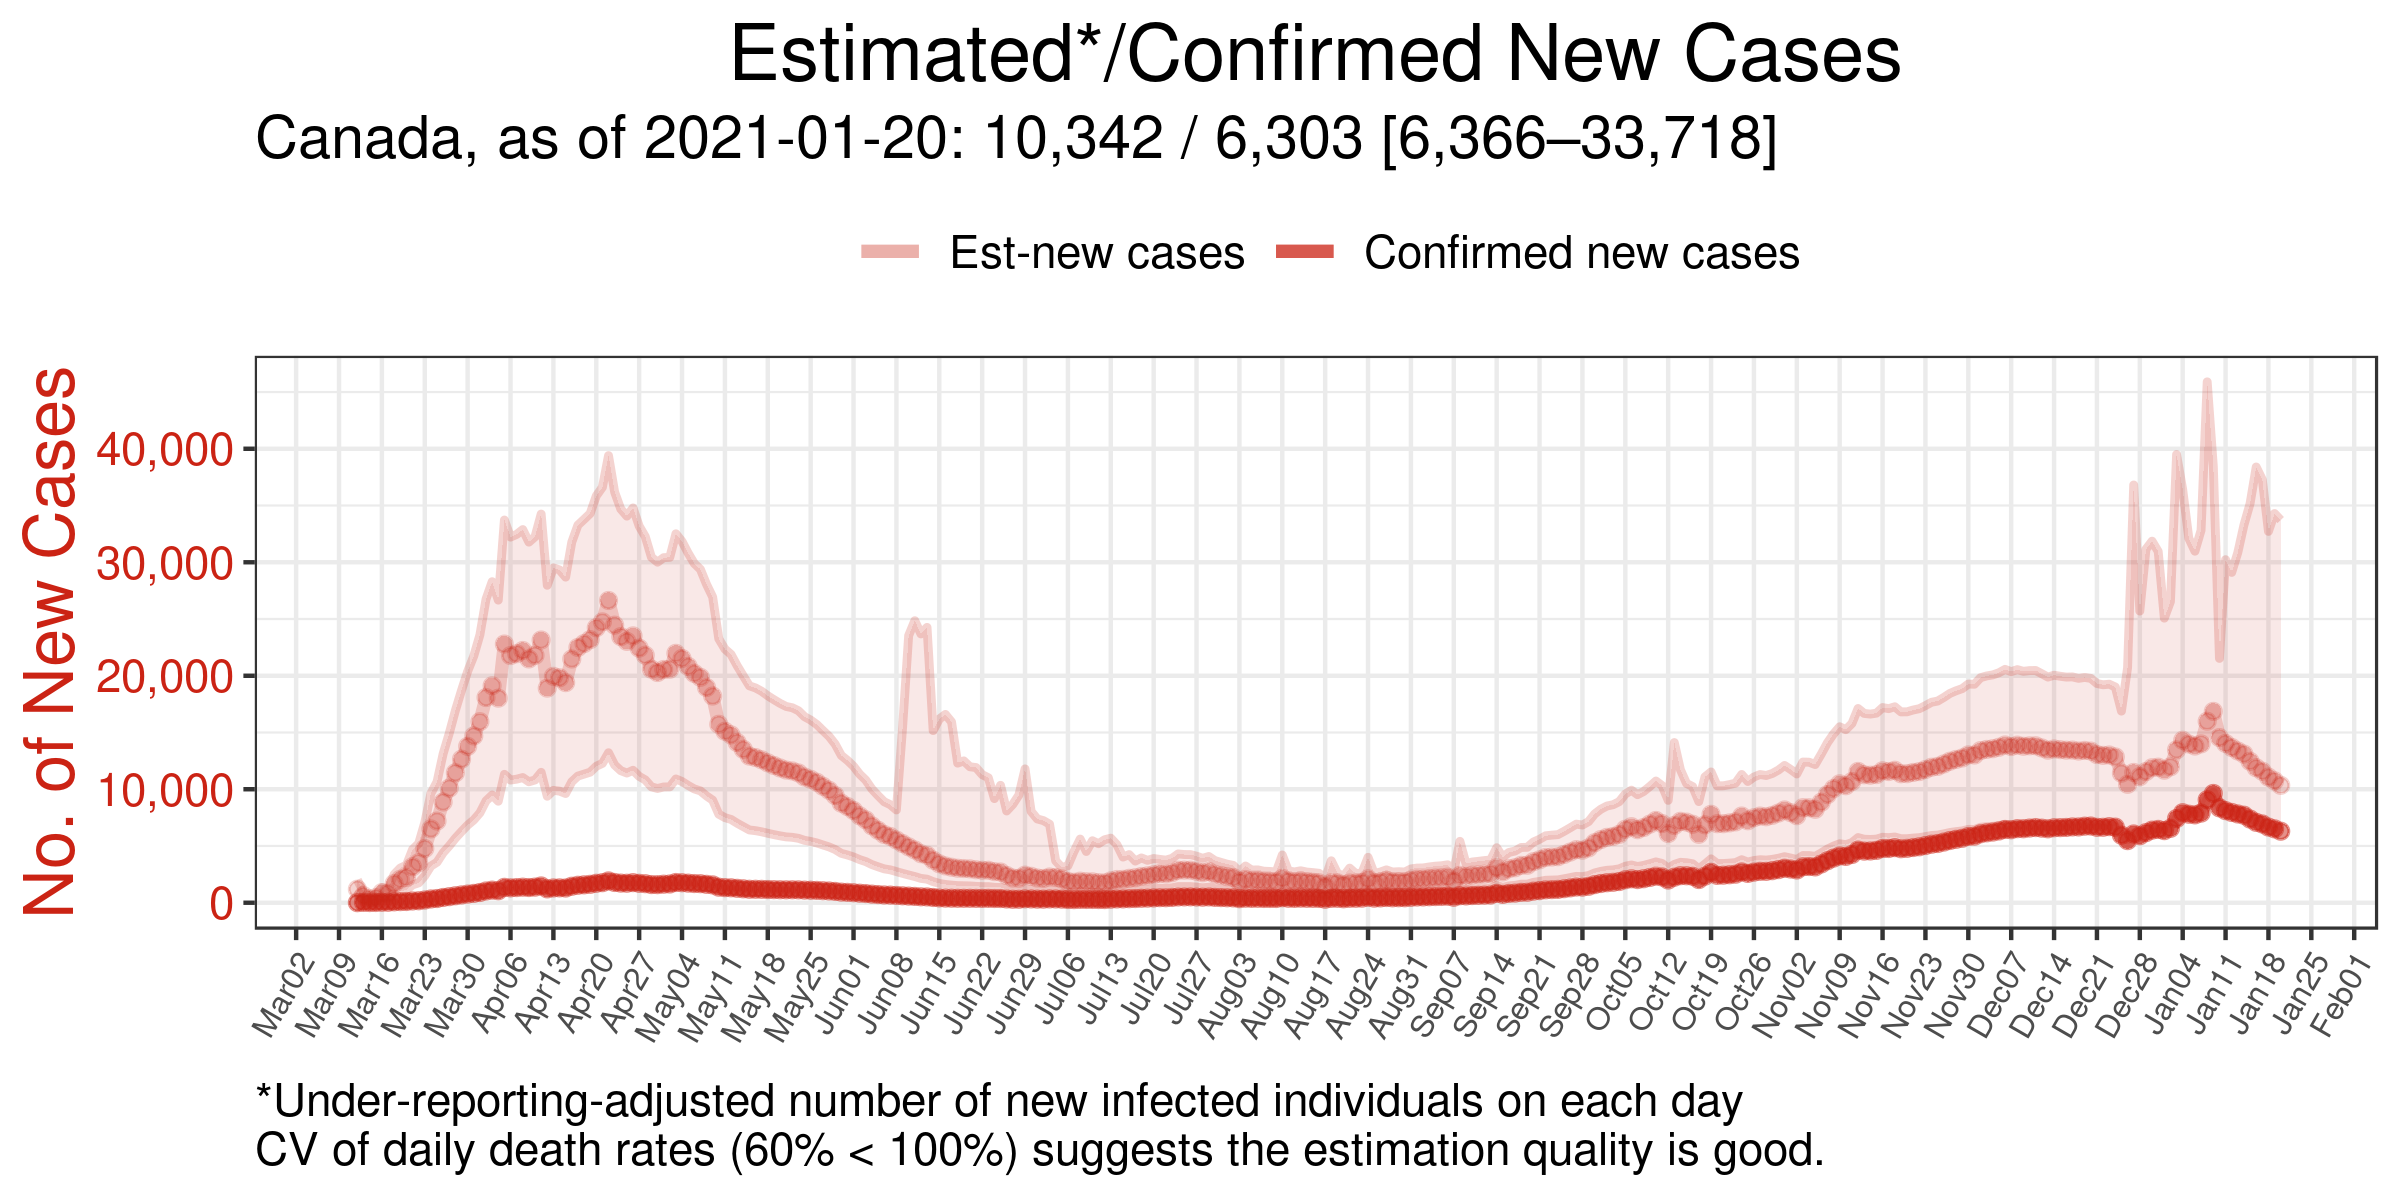 Estimated*/Confirmed New Cases
Canada, as of 2021-01-20: 10,342 / 6,303 [6,366–33,718]
Est-new cases Confirmed new cases
No. of New Cases
40,000
30,000
20,000
10,000
0
Mar02 Mar09 Mar16 Mar23 Mar30 Apr06 Apr13 Apr20 Apr27 May04 May11 May18 May25 Jun01 Jun08 Jun15 Jun22 Jun29 Jul06 Jul13 Jul20 Jul27 Aug03 Aug10 Aug17 Aug24 Aug31 Sep07 Sep14 Sep21 Sep28 Oct05 Oct12 Oct19 Oct26 Nov02 Nov09 Nov16 Nov23 Nov30 Dec07 Dec14 Dec21 Dec28 Jan04 Jan11 Jan18 Jan25 Feb01
*Under-reporting-adjusted number of new infected individuals on each day
CV of daily death rates (60% < 100%) suggests the estimation quality is good.